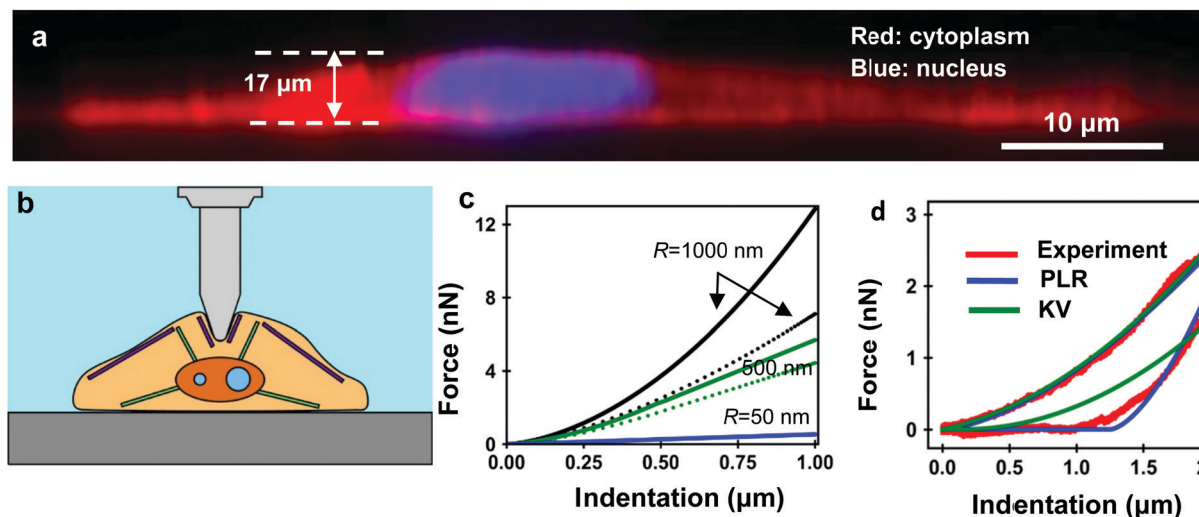 a
Red: cytoplasm
Blue: nucleus
17 µm
10 µm
b
c
12
8
4
0
Force (nN)
R=1000 nm
500 nm
R=50 nm
0.00 0.25 0.50 0.75 1.00
Indentation (µm)
d
3
2
1
0
Force (nN)
Experiment
PLR
KV
0.0 0.5 1.0 1.5 2
Indentation (µm)